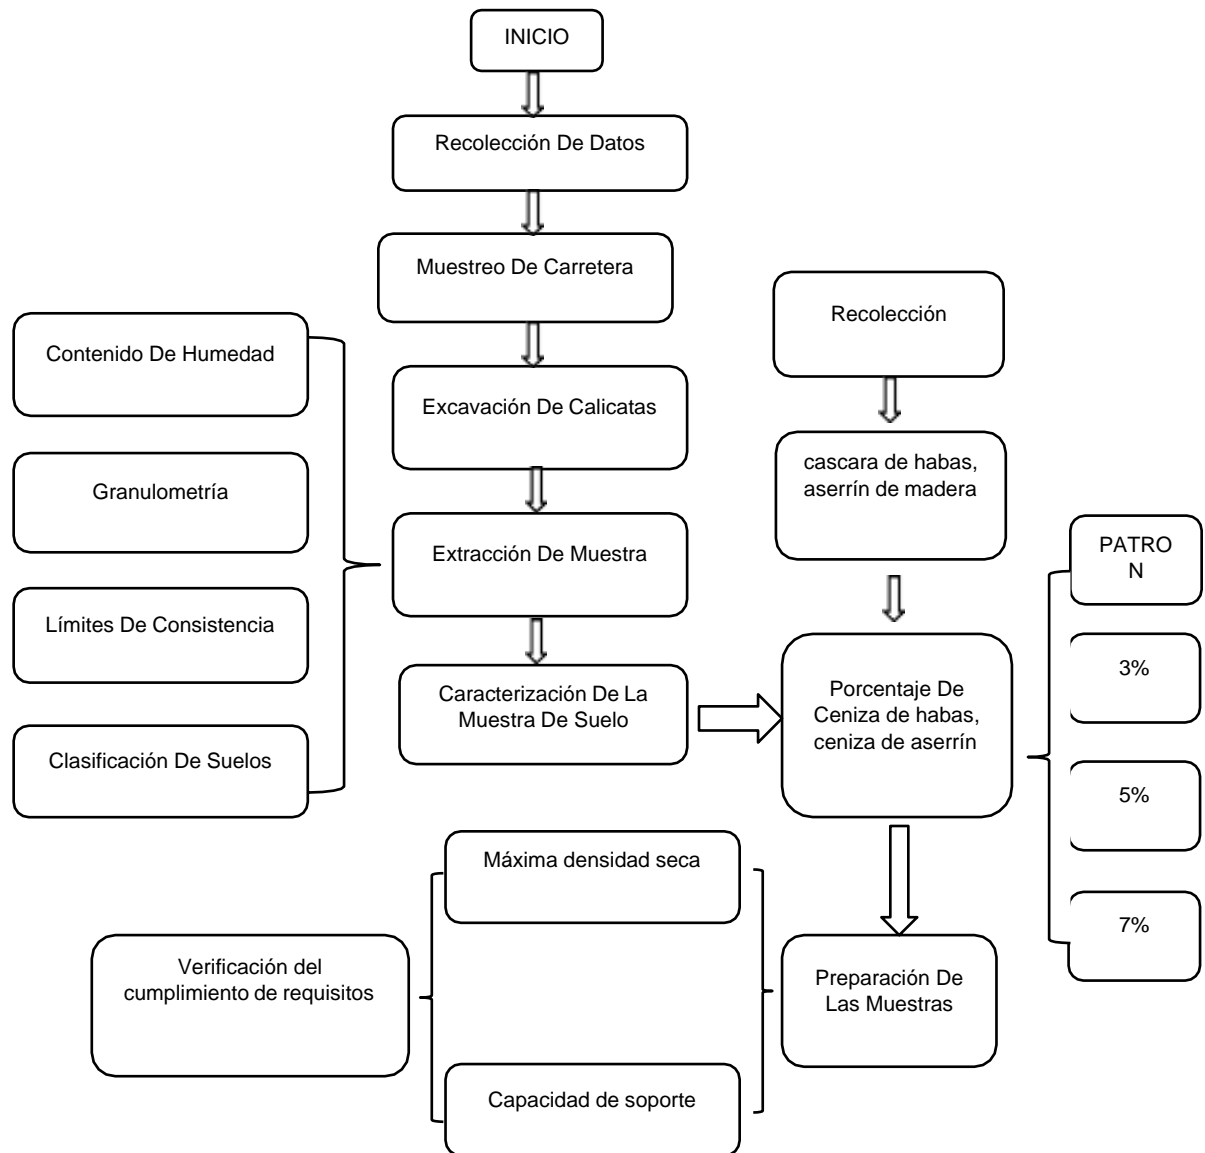 INICIO
Recolección De Datos
Muestreo De Carretera
Excavación De Calicatas
Extracción De Muestra
Caracterización De La
Muestra De Suelo
Contenido De Humedad
Granulometría
Límites De Consistencia
Clasificación De Suelos
Recolección
cascara de habas,
aserrín de madera
Porcentaje De
Ceniza de habas,
ceniza de aserrín
PATRO
N
3%
5%
7%
Preparación De
Las Muestras
Máxima densidad seca
Capacidad de soporte
Verificación del
cumplimiento de requisitos